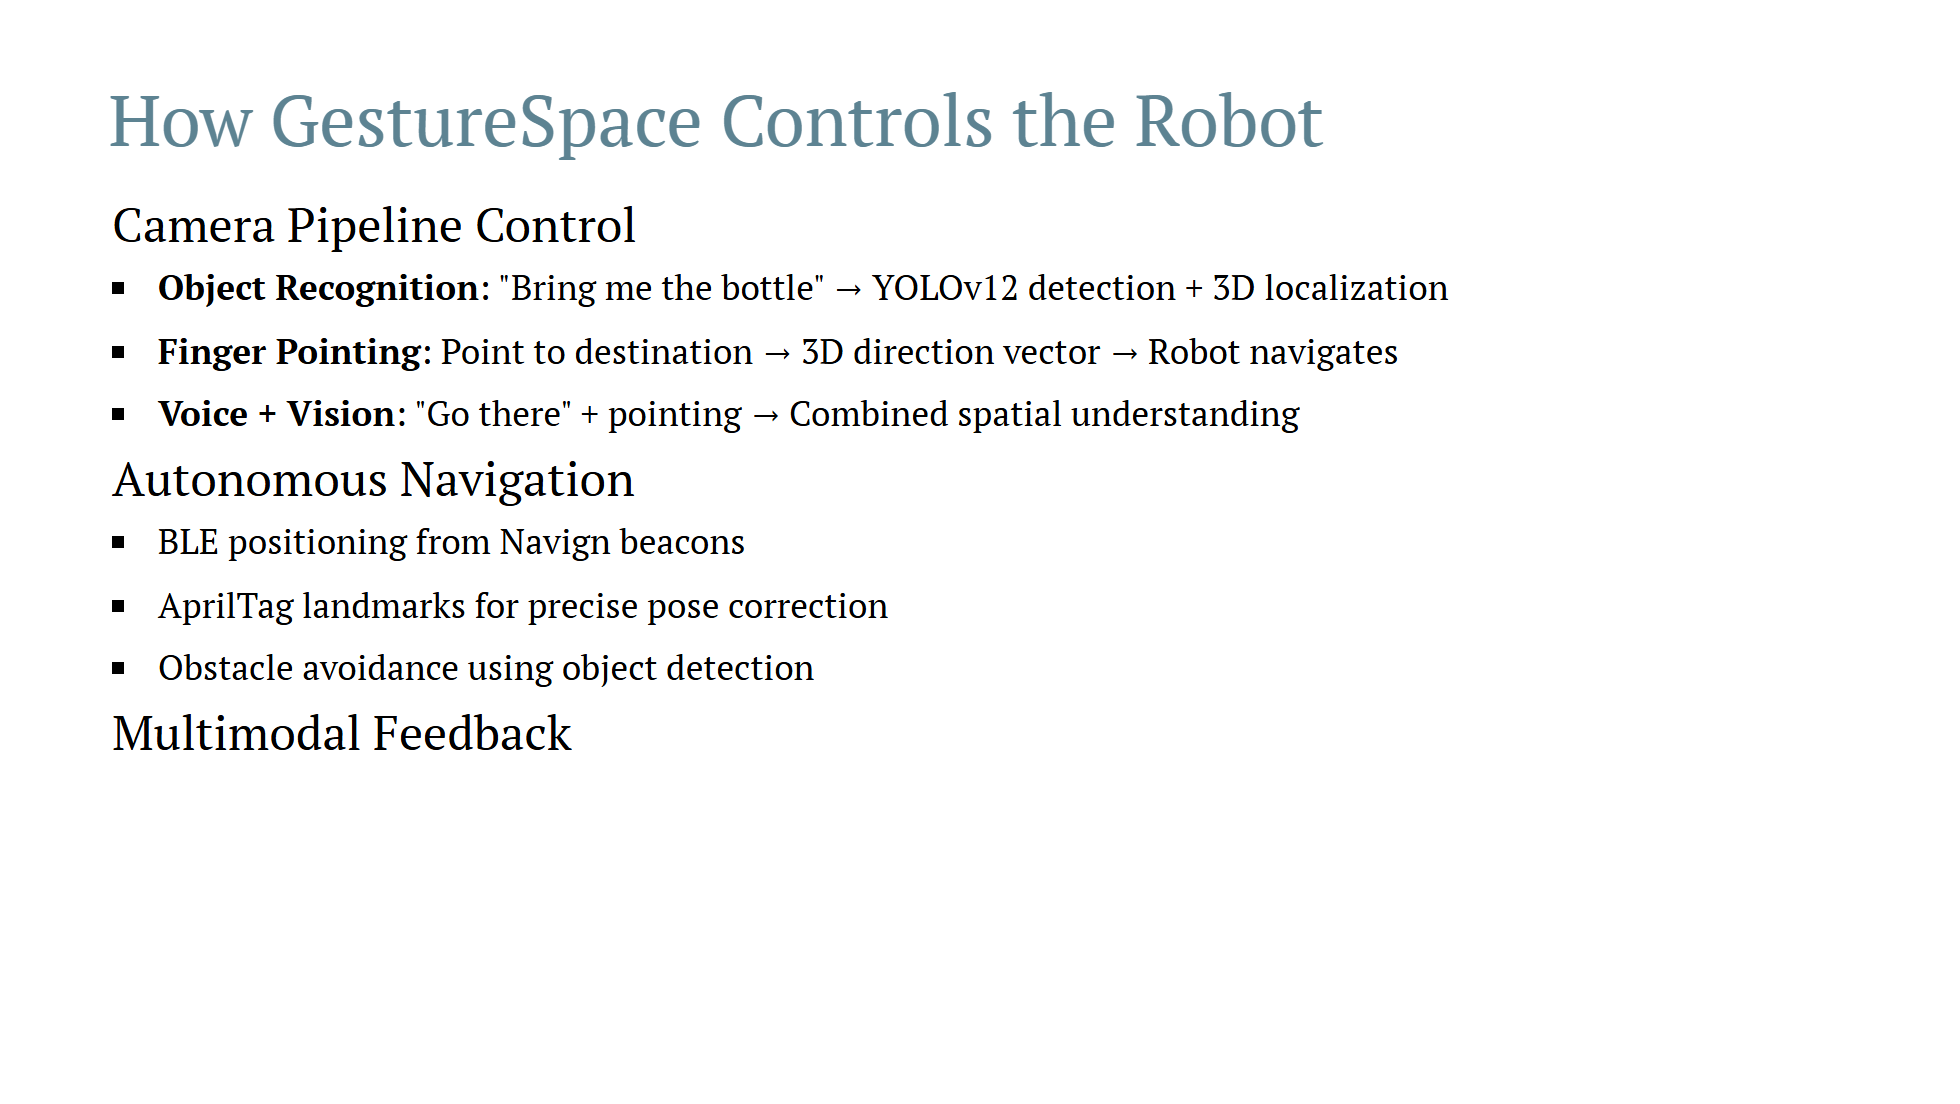 How GestureSpace Controls the Robot
Camera Pipeline Control
▪ Object Recognition: "Bring me the bottle" → YOLOv12 detection + 3D localization
▪ Finger Pointing: Point to destination → 3D direction vector → Robot navigates
▪ Voice + Vision: "Go there" + pointing → Combined spatial understanding
Autonomous Navigation
▪ BLE positioning from Navign beacons
▪ AprilTag landmarks for precise pose correction
▪ Obstacle avoidance using object detection
Multimodal Feedback